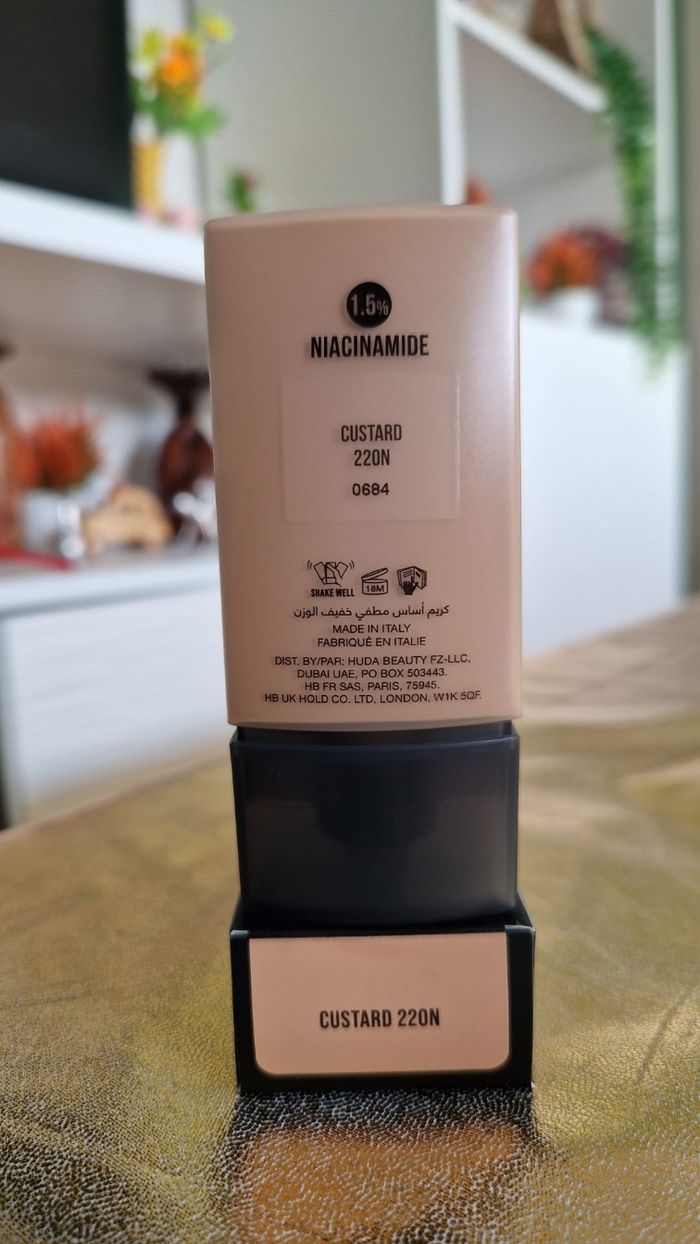 1.5%
NIACINAMIDE
CUSTARD
220N
0684
SHAKE WELL
18M
كريم أساس مطفي خفيف الوزن
MADE IN ITALY
FABRIQUÉ EN ITALIE
DIST. BY/PAR: HUDA BEAUTY FZ-LLC,
DUBAI UAE, PO BOX 503443.
HB FR SAS, PARIS, 75945.
HB UK HOLD CO. LTD, LONDON, W1K 5QF.
CUSTARD 220N